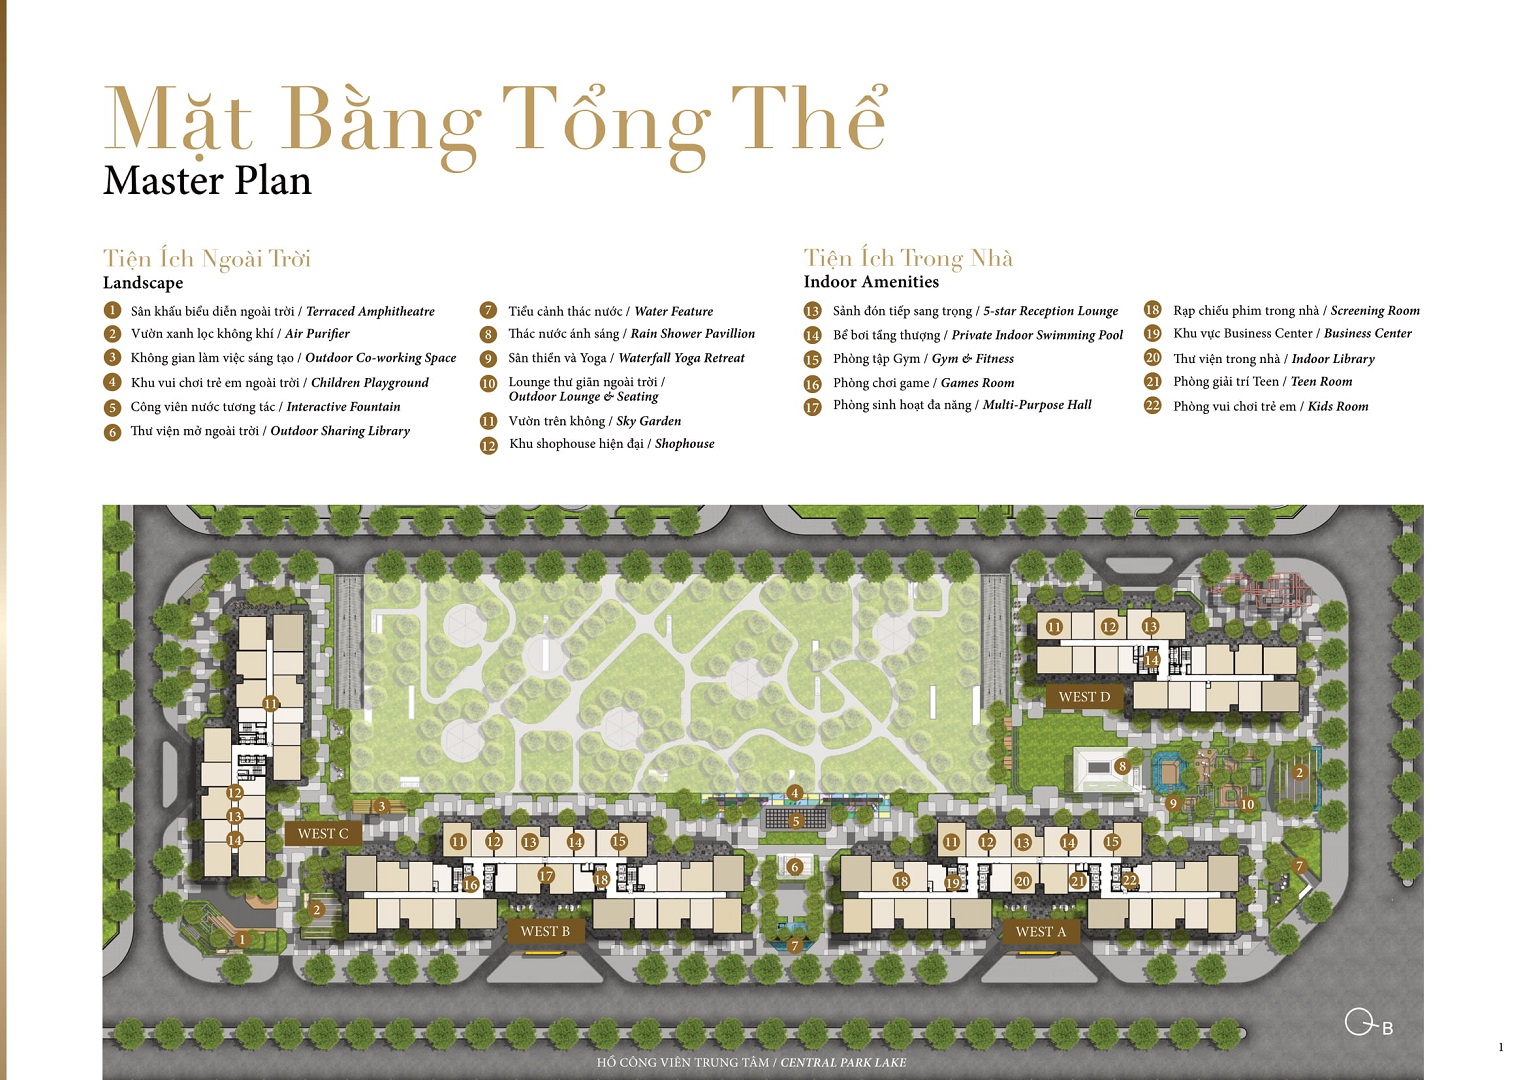 Mặt Bằng Tổng Thể
Master Plan
Tiện Ích Ngoài Trời
Landscape
1 Sân khấu biểu diễn ngoài trời / Terraced Amphitheatre
2 Vườn xanh lọc không khí / Air Purifier
3 Không gian làm việc sáng tạo / Outdoor Co-working Space
4 Khu vui chơi trẻ em ngoài trời / Children Playground
5 Công viên nước tương tác / Interactive Fountain
6 Thư viện mở ngoài trời / Outdoor Sharing Library
7 Tiểu cảnh thác nước / Water Feature
8 Thác nước ánh sáng / Rain Shower Pavillion
9 Sân thiền và Yoga / Waterfall Yoga Retreat
10 Lounge thư giãn ngoài trời /
Outdoor Lounge & Seating
11 Vườn trên không / Sky Garden
12 Khu shophouse hiện đại / Shophouse
Tiện Ích Trong Nhà
Indoor Amenities
13 Sảnh đón tiếp sang trọng / 5-star Reception Lounge
14 Bể bơi tầng thượng / Private Indoor Swimming Pool
15 Phòng tập Gym / Gym & Fitness
16 Phòng chơi game / Games Room
17 Phòng sinh hoạt đa năng / Multi-Purpose Hall
18 Rạp chiếu phim trong nhà / Screening Room
19 Khu vực Business Center / Business Center
20 Thư viện trong nhà / Indoor Library
21 Phòng giải trí Teen / Teen Room
22 Phòng vui chơi trẻ em / Kids Room
11 12 13
14
WEST D
11
8
2
12
4
9 10
3
13
5
WEST C
14
11 12 13 14 15
11 12 13 14 15
6
7
16 17 18
18 19 20 21 22
2
1
WEST B
WEST A
7
B
HỒ CÔNG VIÊN TRUNG TÂM / CENTRAL PARK LAKE
1